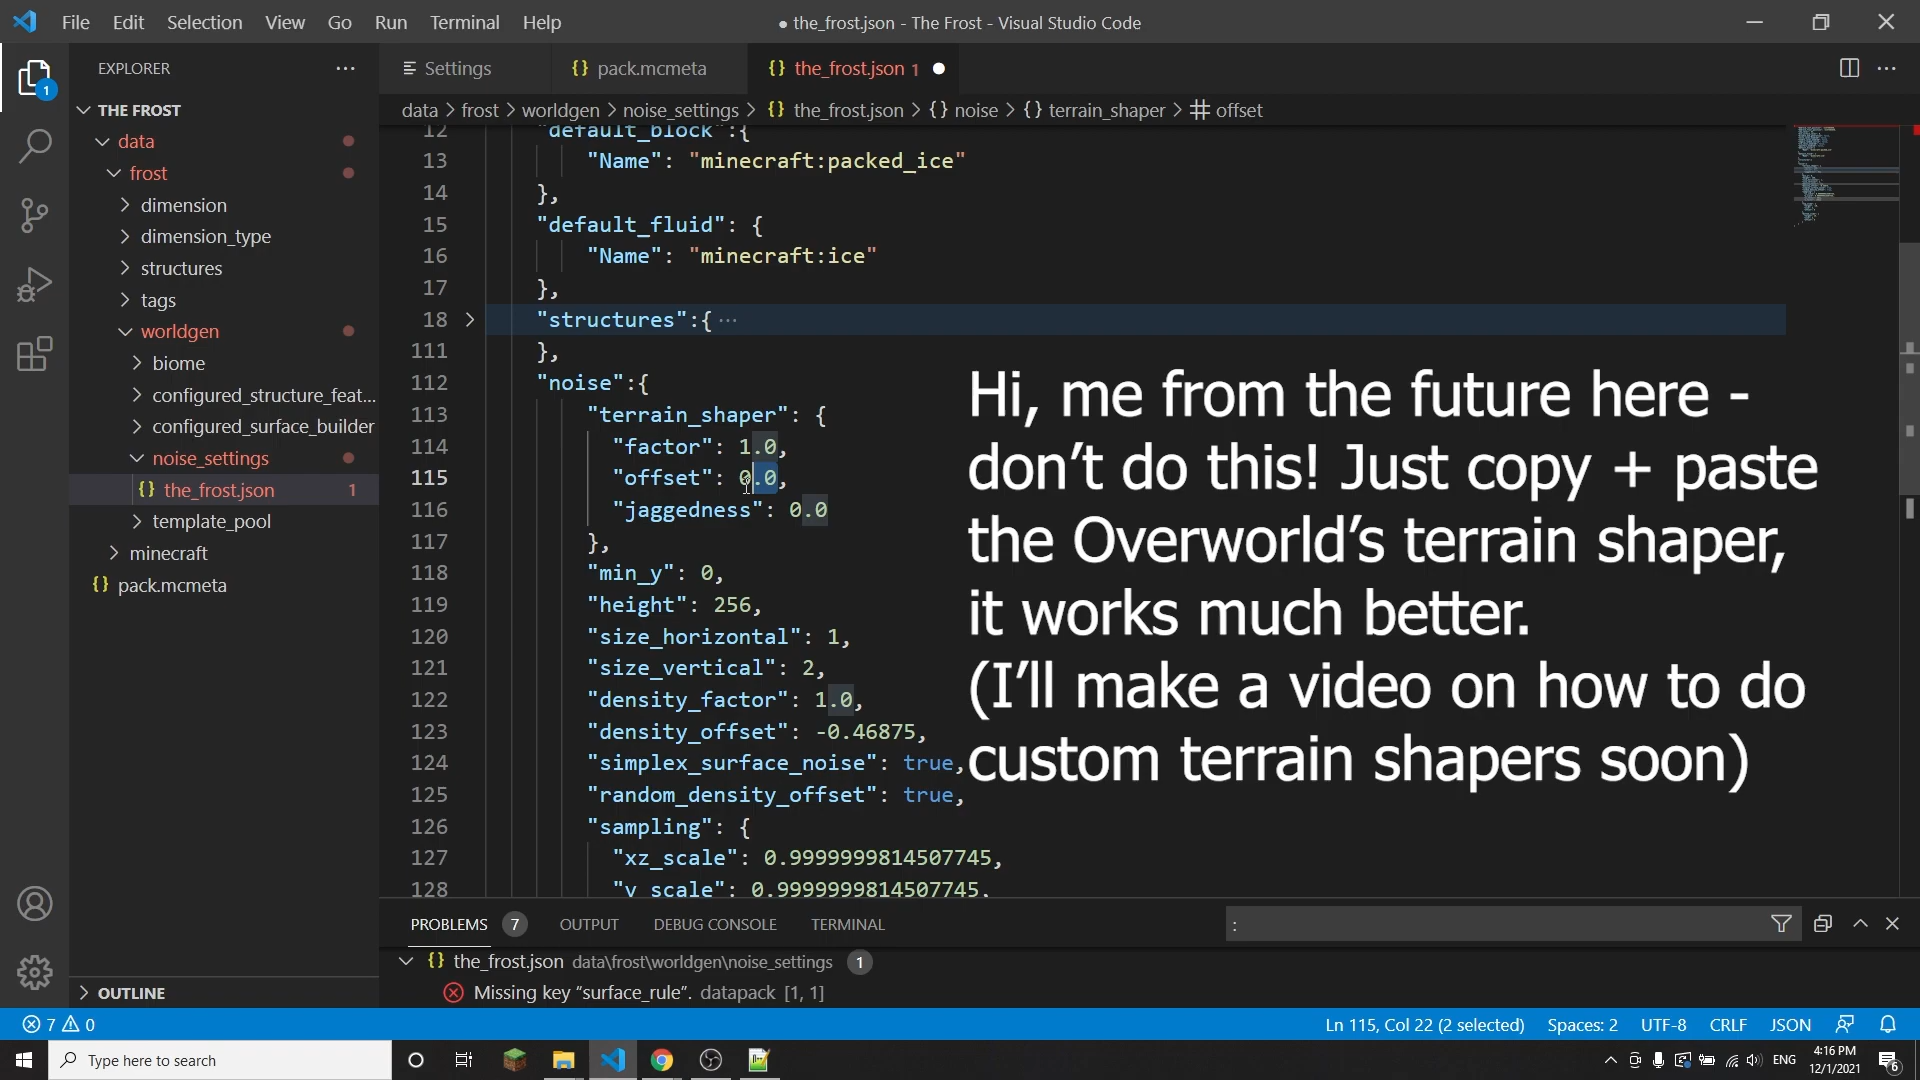 File Edit Selection View Go Run Terminal Help
● the_frost.json - The Frost - Visual Studio Code
EXPLORER
Settings
{} pack.mcmeta
{} the_frost.json 1
data > frost > worldgen > noise_settings > {} the_frost.json > {} noise > {} terrain_shaper > # offset
1
THE FROST
data
frost
dimension
dimension_type
structures
tags
worldgen
biome
configured_structure_feat...
configured_surface_builder
noise_settings
{} the_frost.json 1
template_pool
minecraft
{} pack.mcmeta
OUTLINE
12 "default_block":{
13 "Name": "minecraft:packed_ice"
14 },
15 "default_fluid": {
16 "Name": "minecraft:ice"
17 },
18 "structures":{ ...
111 },
112 "noise":{
113 "terrain_shaper": {
114 "factor": 1.0,
115 "offset": 0.0,
116 "jaggedness": 0.0
117 },
118 "min_y": 0,
119 "height": 256,
120 "size_horizontal": 1,
121 "size_vertical": 2,
122 "density_factor": 1.0,
123 "density_offset": -0.46875,
124 "simplex_surface_noise": true,
125 "random_density_offset": true,
126 "sampling": {
127 "xz_scale": 0.9999999814507745,
128 "y_scale": 0.9999999814507745,
Hi, me from the future here -
don't do this! Just copy + paste
the Overworld's terrain shaper,
it works much better.
(I'll make a video on how to do
custom terrain shapers soon)
PROBLEMS 7 OUTPUT DEBUG CONSOLE TERMINAL
:
{} the_frost.json data\frost\worldgen\noise_settings 1
Missing key “surface_rule”. datapack [1, 1]
7 0
Ln 115, Col 22 (2 selected) Spaces: 2 UTF-8 CRLF JSON
Type here to search
ENG
4:16 PM
12/1/2021
6